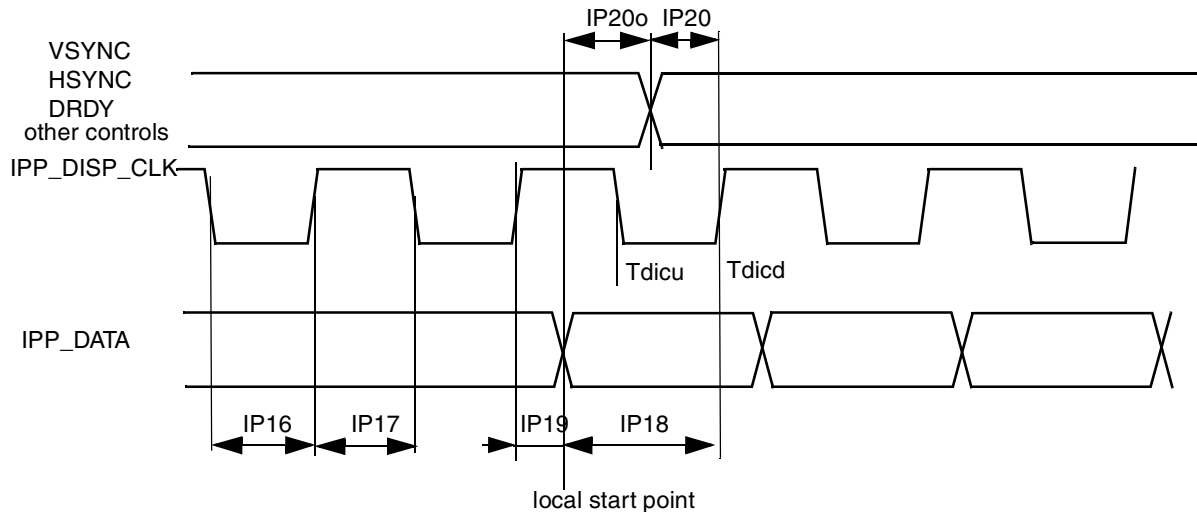 IP20o IP20
VSYNC
HSYNC
DRDY
other controls
IPP_DISP_CLK
Tdicu Tdicd
IPP_DATA
IP16 IP17 IP19 IP18
local start point